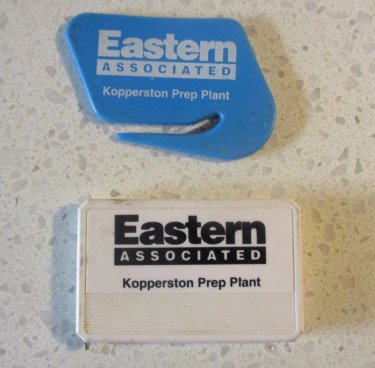 Eastern
ASSOCIATED
Kopperston Prep Plant
Eastern
ASSOCIATED
Kopperston Prep Plant